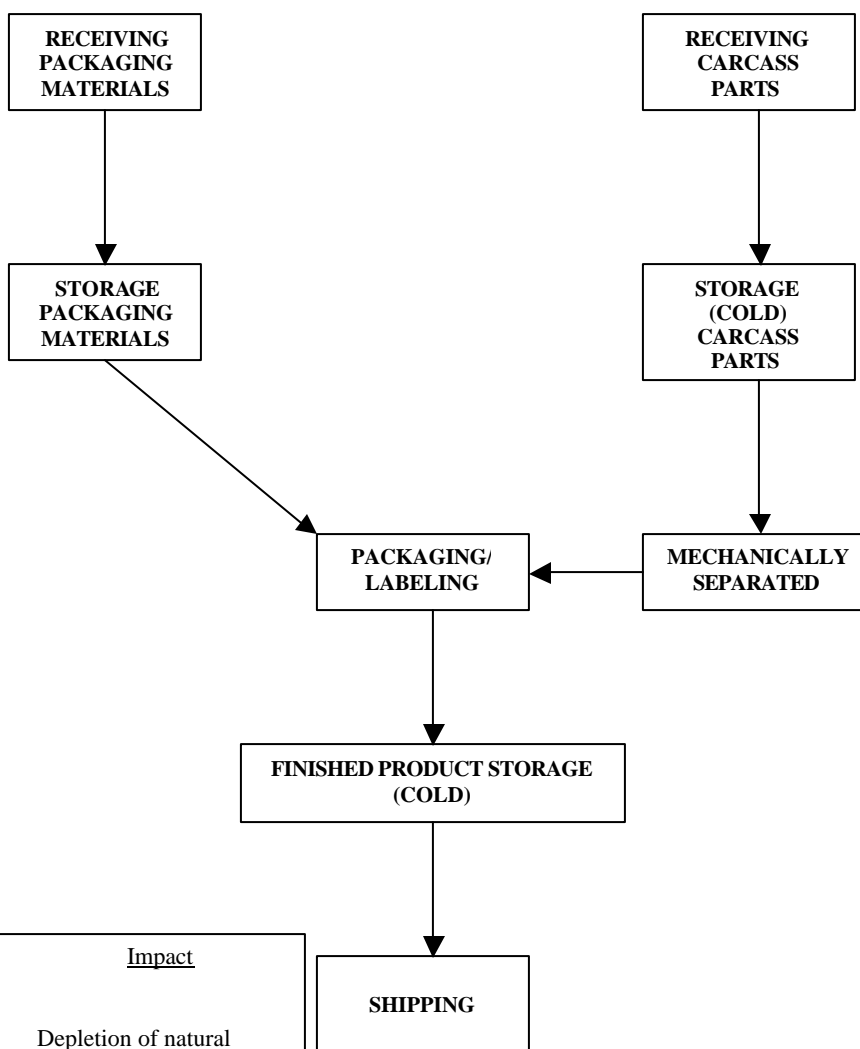 RECEIVING
PACKAGING
MATERIALS
RECEIVING
CARCASS
PARTS
STORAGE
PACKAGING
MATERIALS
STORAGE
(COLD)
CARCASS
PARTS
PACKAGING/
LABELING
MECHANICALLY
SEPARATED
FINISHED PRODUCT STORAGE
(COLD)
Impact
Depletion of natural
SHIPPING